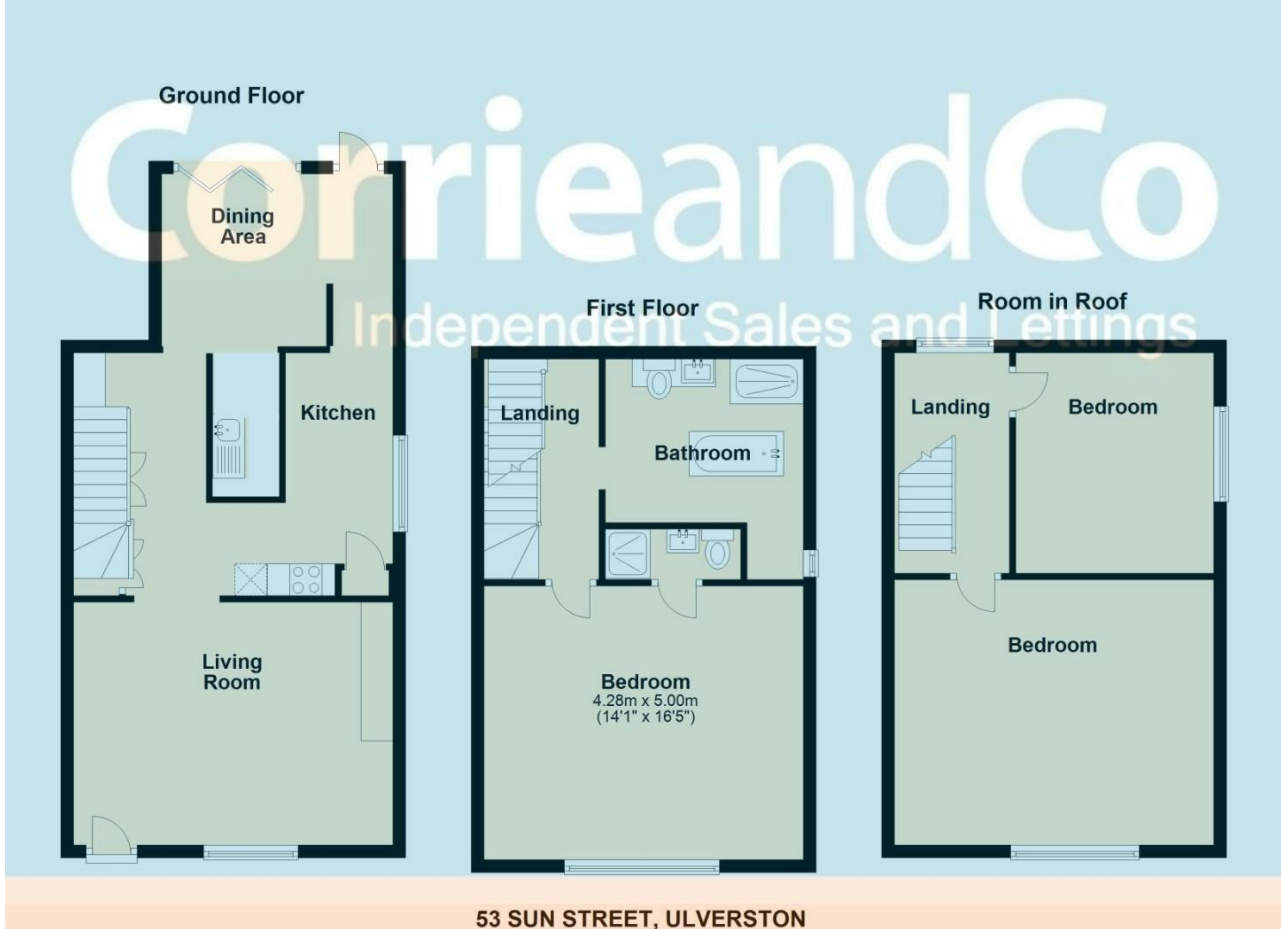 CorrieandCo
Independent Sales and Lettings
Ground Floor
Dining
Area
Kitchen
Living
Room
First Floor
Landing
Bathroom
Bedroom
4.28m x 5.00m
(14'1" x 16'5")
Room in Roof
Landing
Bedroom
Bedroom
53 SUN STREET, ULVERSTON